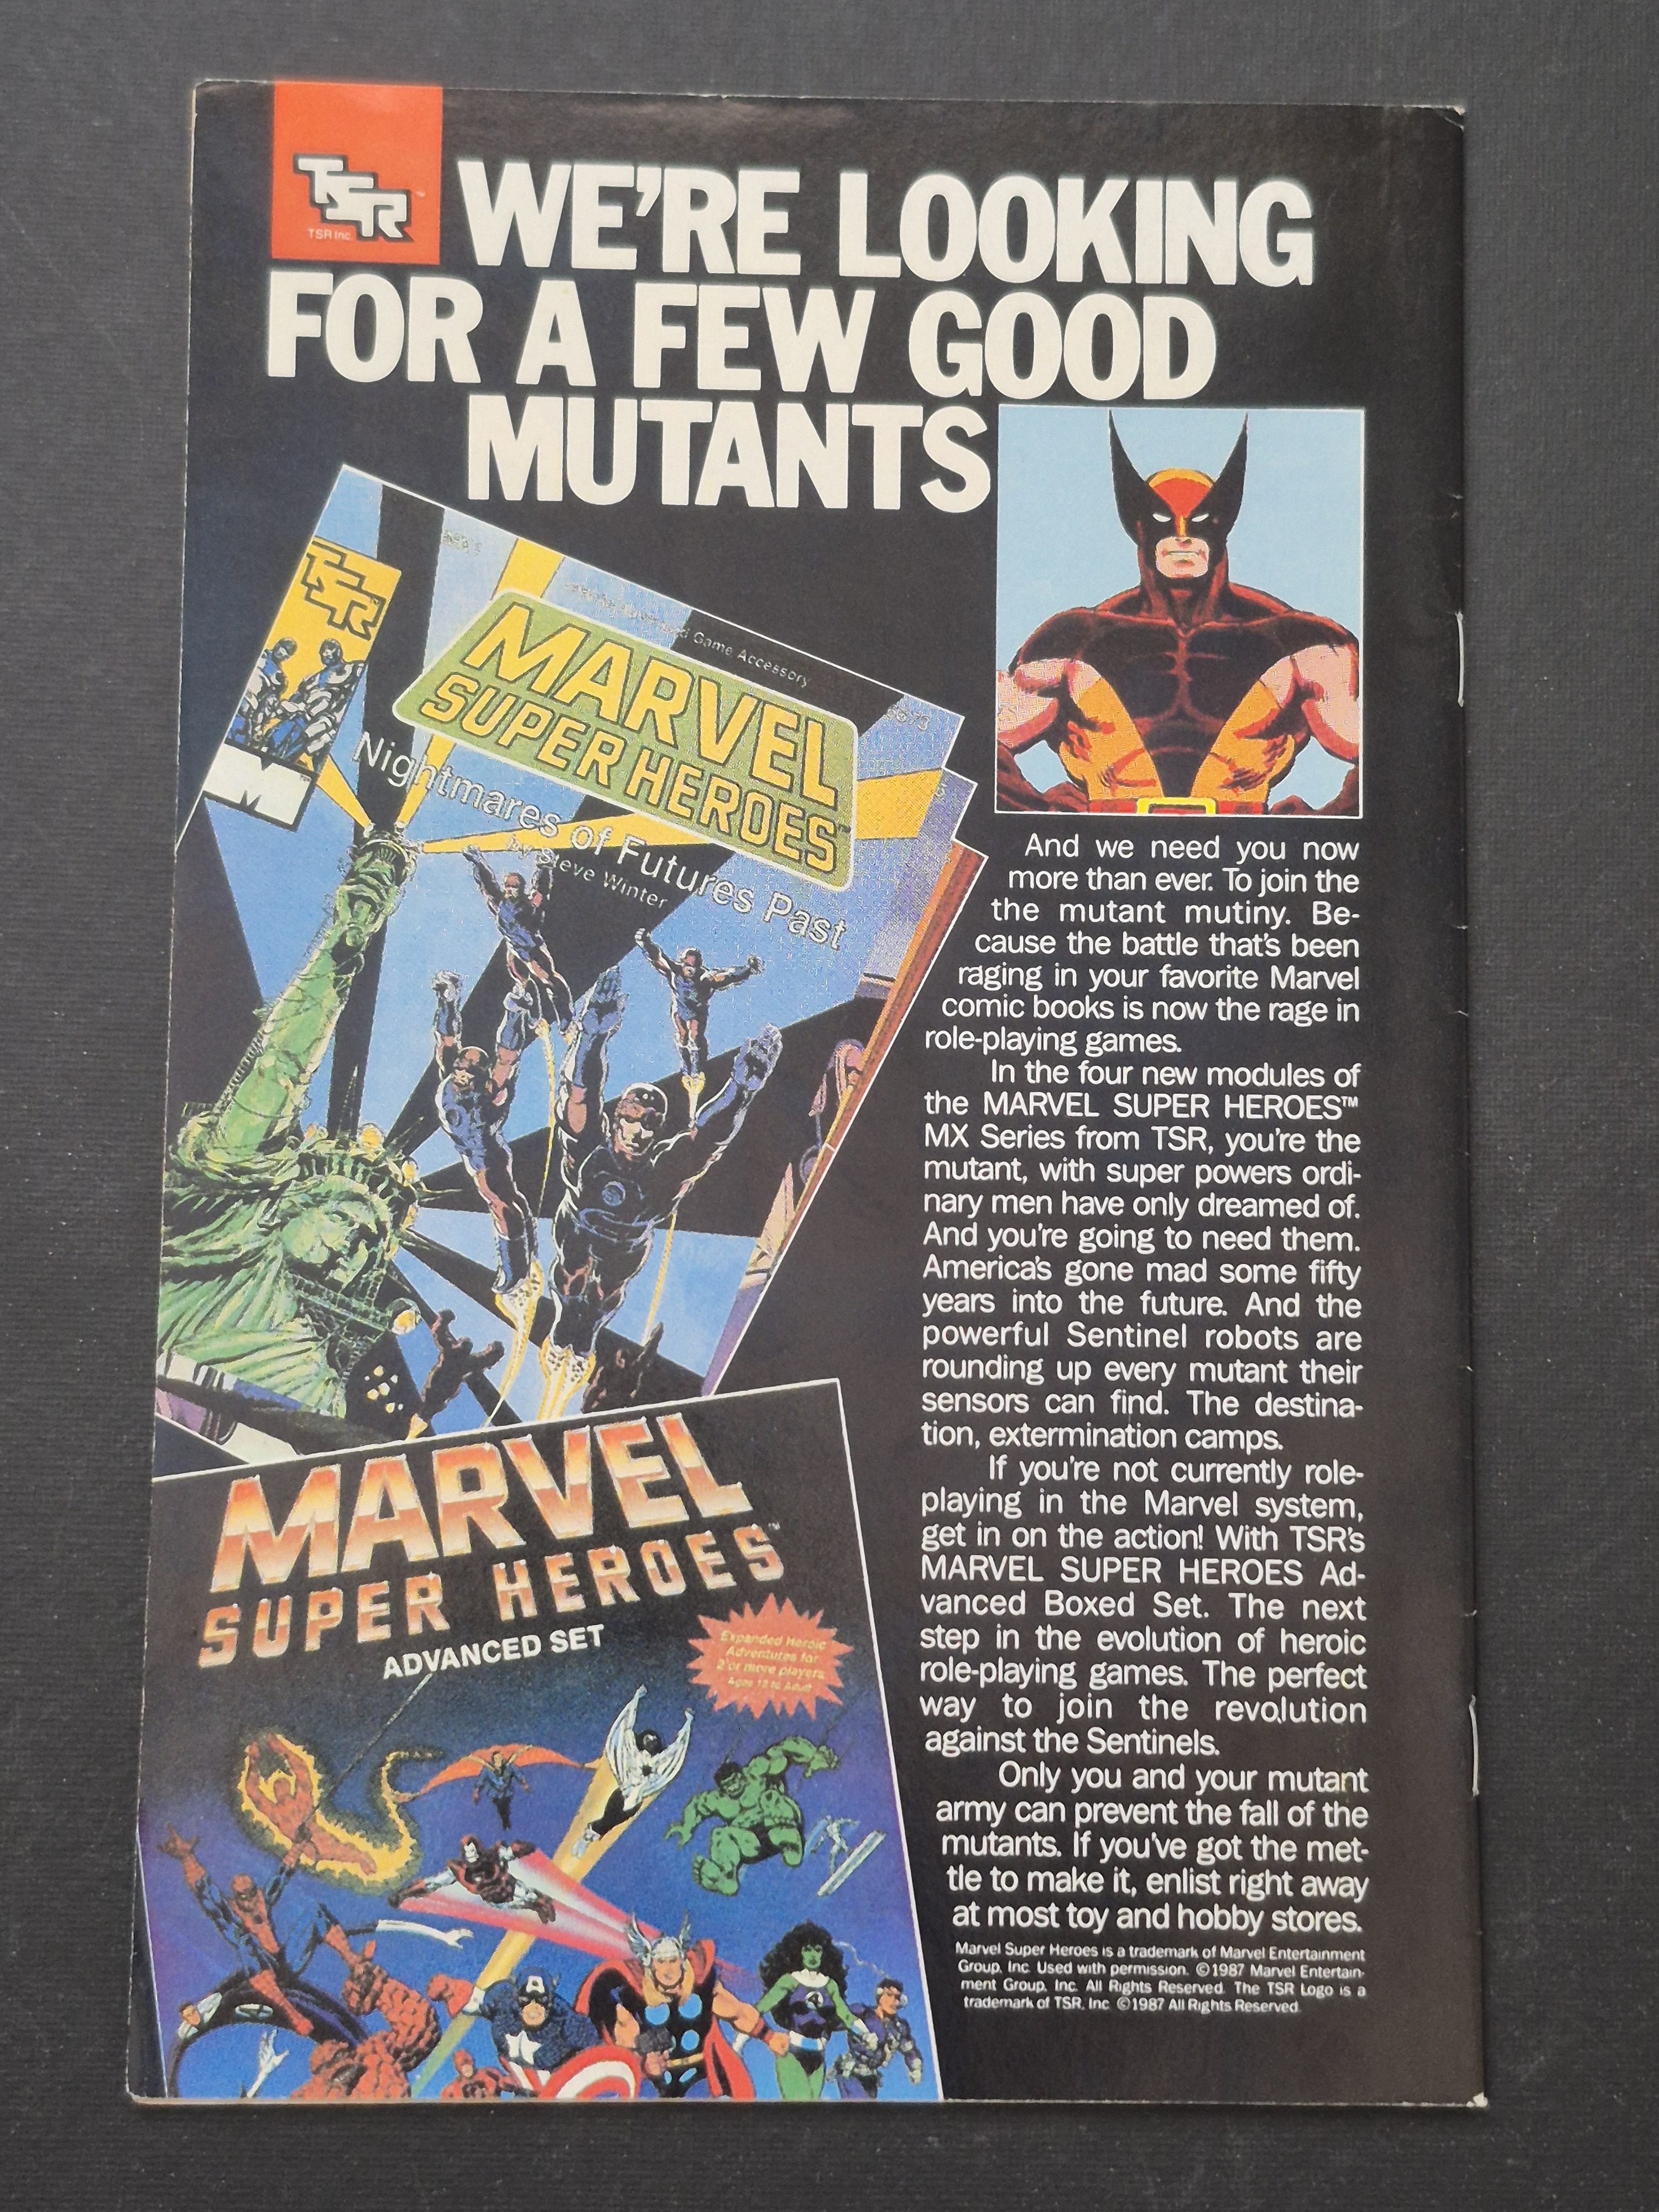 TSR™
TSR Inc.
WE'RE LOOKING
FOR A FEW GOOD
MUTANTS
TSR
Game Accessory
MARVEL
SUPER HEROES™
Nightmares of Futures Past
by Steve Winter
M
And we need you now
more than ever. To join the
the mutant mutiny. Be-
cause the battle that's been
raging in your favorite Marvel
comic books is now the rage in
role-playing games.
In the four new modules of
the MARVEL SUPER HEROES™
MX Series from TSR, you're the
mutant, with super powers ordi-
nary men have only dreamed of.
And you're going to need them.
America's gone mad some fifty
years into the future. And the
powerful Sentinel robots are
rounding up every mutant their
sensors can find. The destina-
tion, extermination camps.
If you're not currently role-
playing in the Marvel system,
get in on the action! With TSR's
MARVEL SUPER HEROES Ad-
vanced Boxed Set. The next
step in the evolution of heroic
role-playing games. The perfect
way to join the revolution
against the Sentinels.
Only you and your mutant
army can prevent the fall of the
mutants. If you've got the met-
tle to make it, enlist right away
at most toy and hobby stores.
Marvel Super Heroes is a trademark of Marvel Entertainment
Group, Inc. Used with permission. ©1987 Marvel Entertain-
ment Group, Inc. All Rights Reserved. The TSR Logo is a
trademark of TSR, Inc. ©1987 All Rights Reserved.
MARVEL
SUPER HEROES™
ADVANCED SET
Expanded Heroic
Adventures for
2 or more players
Ages 12 to Adult
A
4